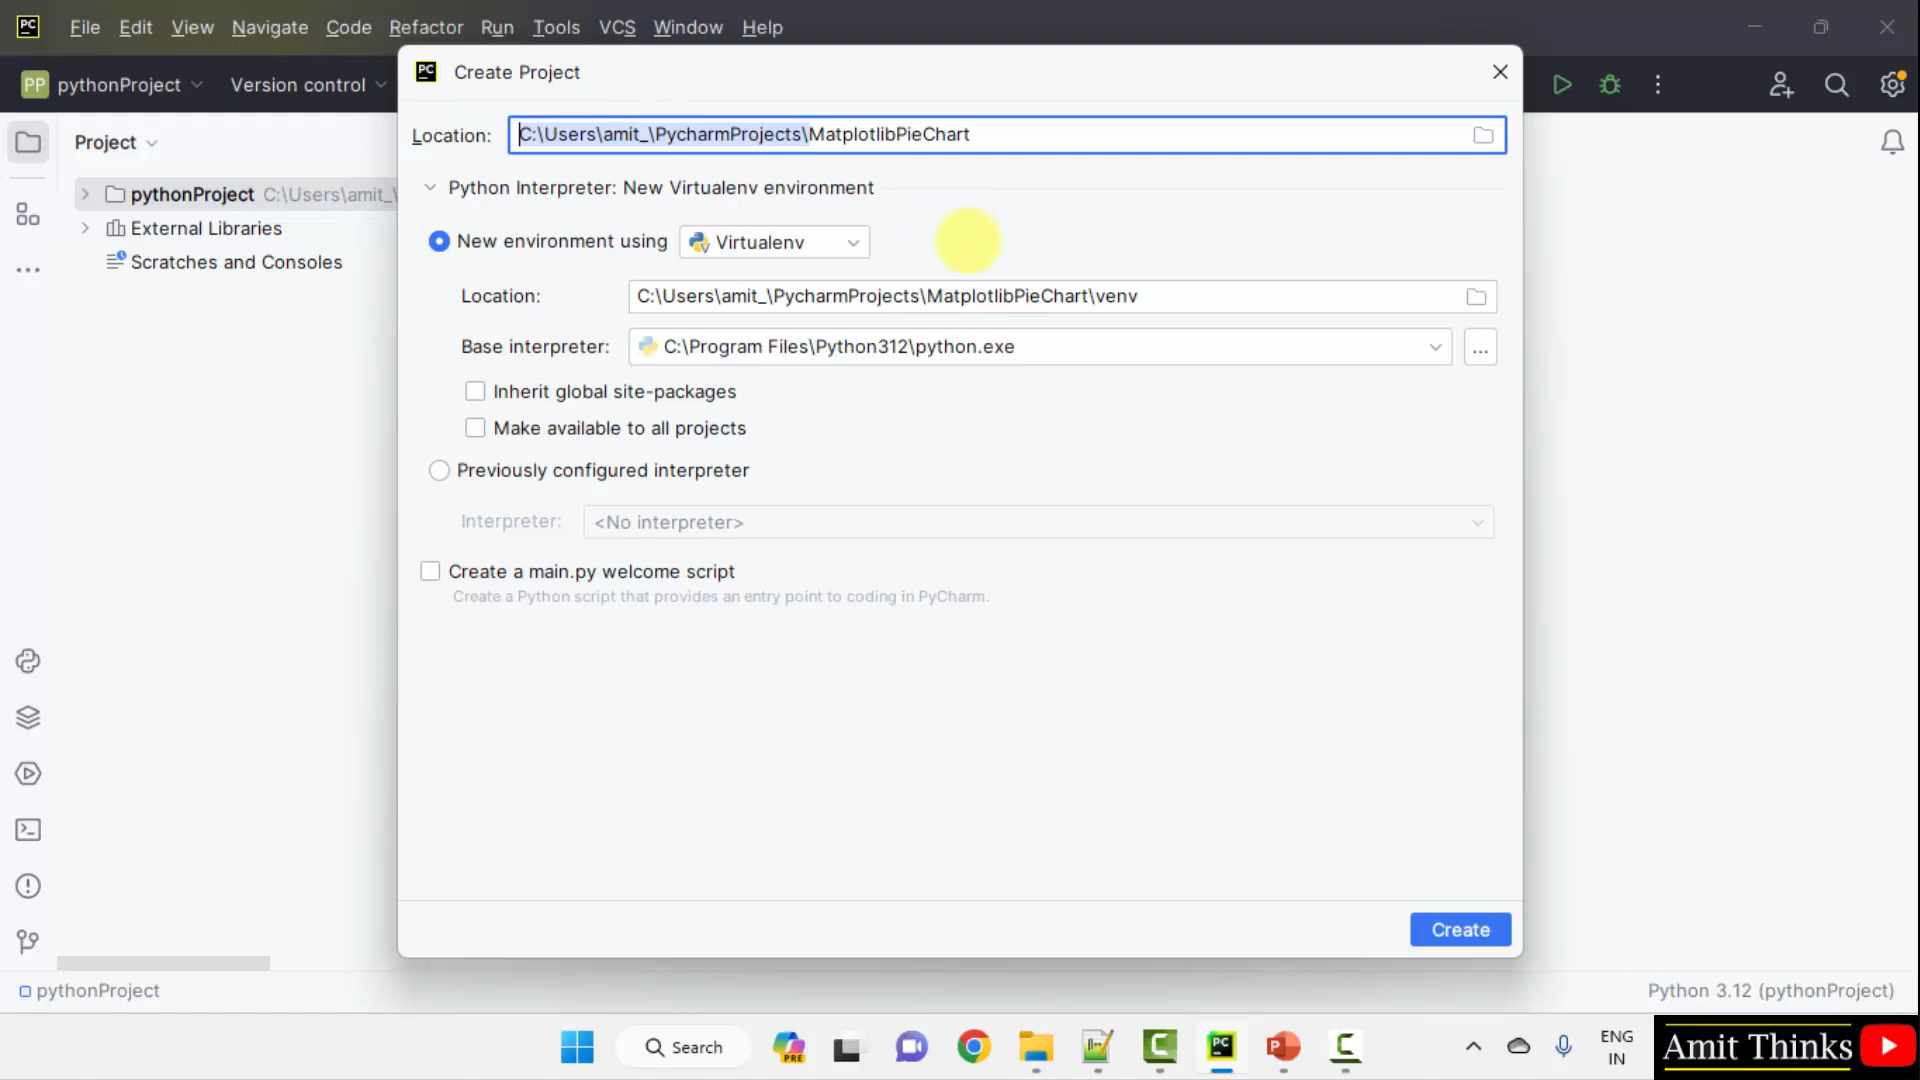 PC File Edit View Navigate Code Refactor Run Tools VCS Window Help
PC Create Project
PP pythonProject Version control
Location: C:\Users\amit_\PycharmProjects\MatplotlibPieChart
Project
Python Interpreter: New Virtualenv environment
pythonProject C:\Users\amit_\
External Libraries
New environment using Virtualenv
Scratches and Consoles
Location: C:\Users\amit_\PycharmProjects\MatplotlibPieChart\venv
Base interpreter: C:\Program Files\Python312\python.exe ...
Inherit global site-packages
Make available to all projects
Previously configured interpreter
Interpreter: <No interpreter>
Create a main.py welcome script
Create a Python script that provides an entry point to coding in PyCharm.
Create
pythonProject
Python 3.12 (pythonProject)
Search
PRE
PC
ENG
IN
Amit Thinks